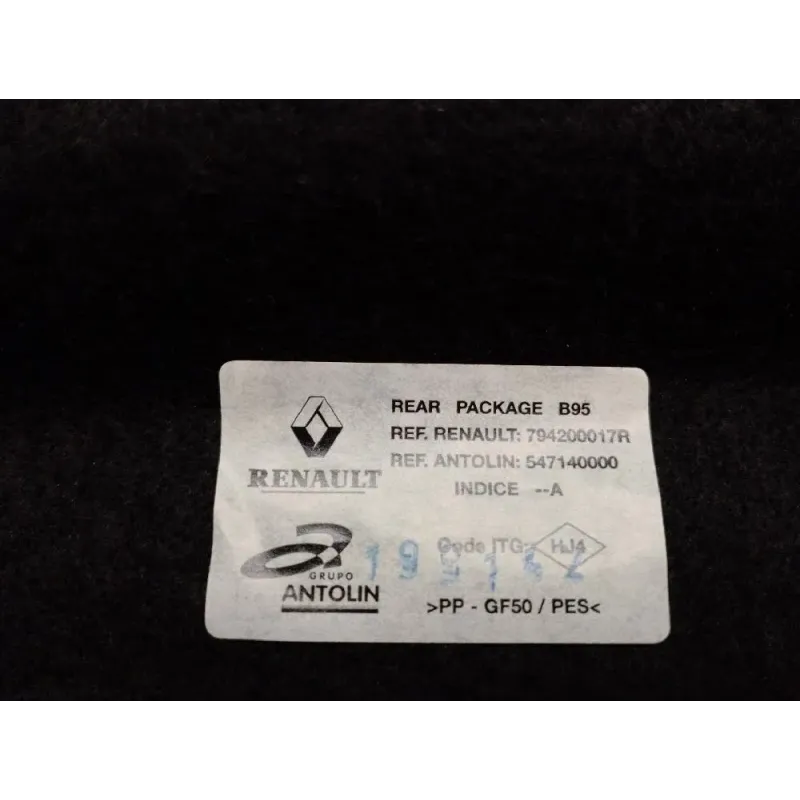 RENAULT
REAR PACKAGE B95
REF. RENAULT: 794200017R
REF. ANTOLIN: 547140000
INDICE --A
GRUPO
ANTOLIN
Code ITG: HJ4
>PP - GF50 / PES<